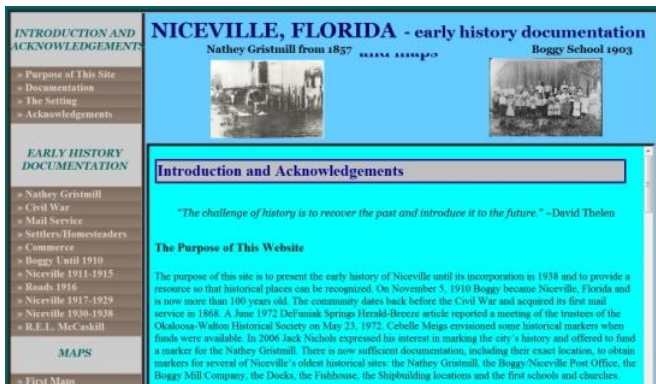 INTRODUCTION AND
ACKNOWLEDGEMENTS
» Purpose of This Site
» Documentation
» The Setting
» Acknowledgements
EARLY HISTORY
DOCUMENTATION
» Nathey Gristmill
» Civil War
» Mail Service
» Settlers/Homesteaders
» Commerce
» Boggy Until 1910
» Niceville 1911-1915
» Roads 1916
» Niceville 1917-1929
» Niceville 1930-1938
» R.E.L. McCaskill
MAPS
» First Maps
NICEVILLE, FLORIDA - early history documentation
and maps
Nathey Gristmill from 1857
Boggy School 1903
Introduction and Acknowledgements
"The challenge of history is to recover the past and introduce it to the future." ~David Thelen
The Purpose of This Website
The purpose of this site is to present the early history of Niceville until its incorporation in 1938 and to provide a
resource so that historical places can be recognized. On November 5, 1910 Boggy became Niceville, Florida and
is now more than 100 years old. The community dates back before the Civil War and acquired its first mail
service in 1868. A June 1972 DeFuniak Springs Herald-Breeze article reported a meeting of the trustees of the
Okaloosa-Walton Historical Society on May 23, 1972. Cebelle Meigs envisioned some historical markers when
funds were available. In 2006 Jack Nichols expressed his interest in marking the city's history and offered to fund
a marker for the Nathey Gristmill. There is now sufficient documentation, including their exact location, to obtain
markers for several of Niceville's oldest historical sites: the Nathey Gristmill, the Boggy/Niceville Post Office, the
Boggy Mill Company, the Docks, the Fishhouse, the Shipbuilding locations and the first schools and churches.